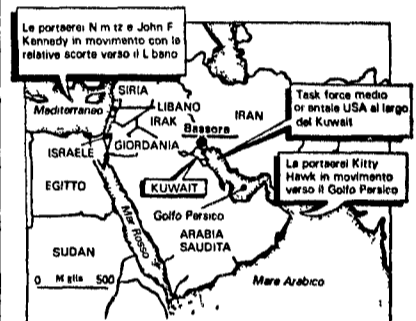 Le portaerei N m tz e John F
Kennedy in movimento con le
relative scorte verso il L bano
Mediterraneo
SIRIA
LIBANO
IRAK
IRAN
Bassora
Task force medio
or entale USA al largo
del Kuwait
ISRAELE
GIORDANIA
EGITTO
KUWAIT
La portaerei Kitty
Hawk in movimento
verso il Golfo Persico
Golfo Persico
Mar Rosso
ARABIA
SAUDITA
SUDAN
0 M glia 500
Mare Arabico